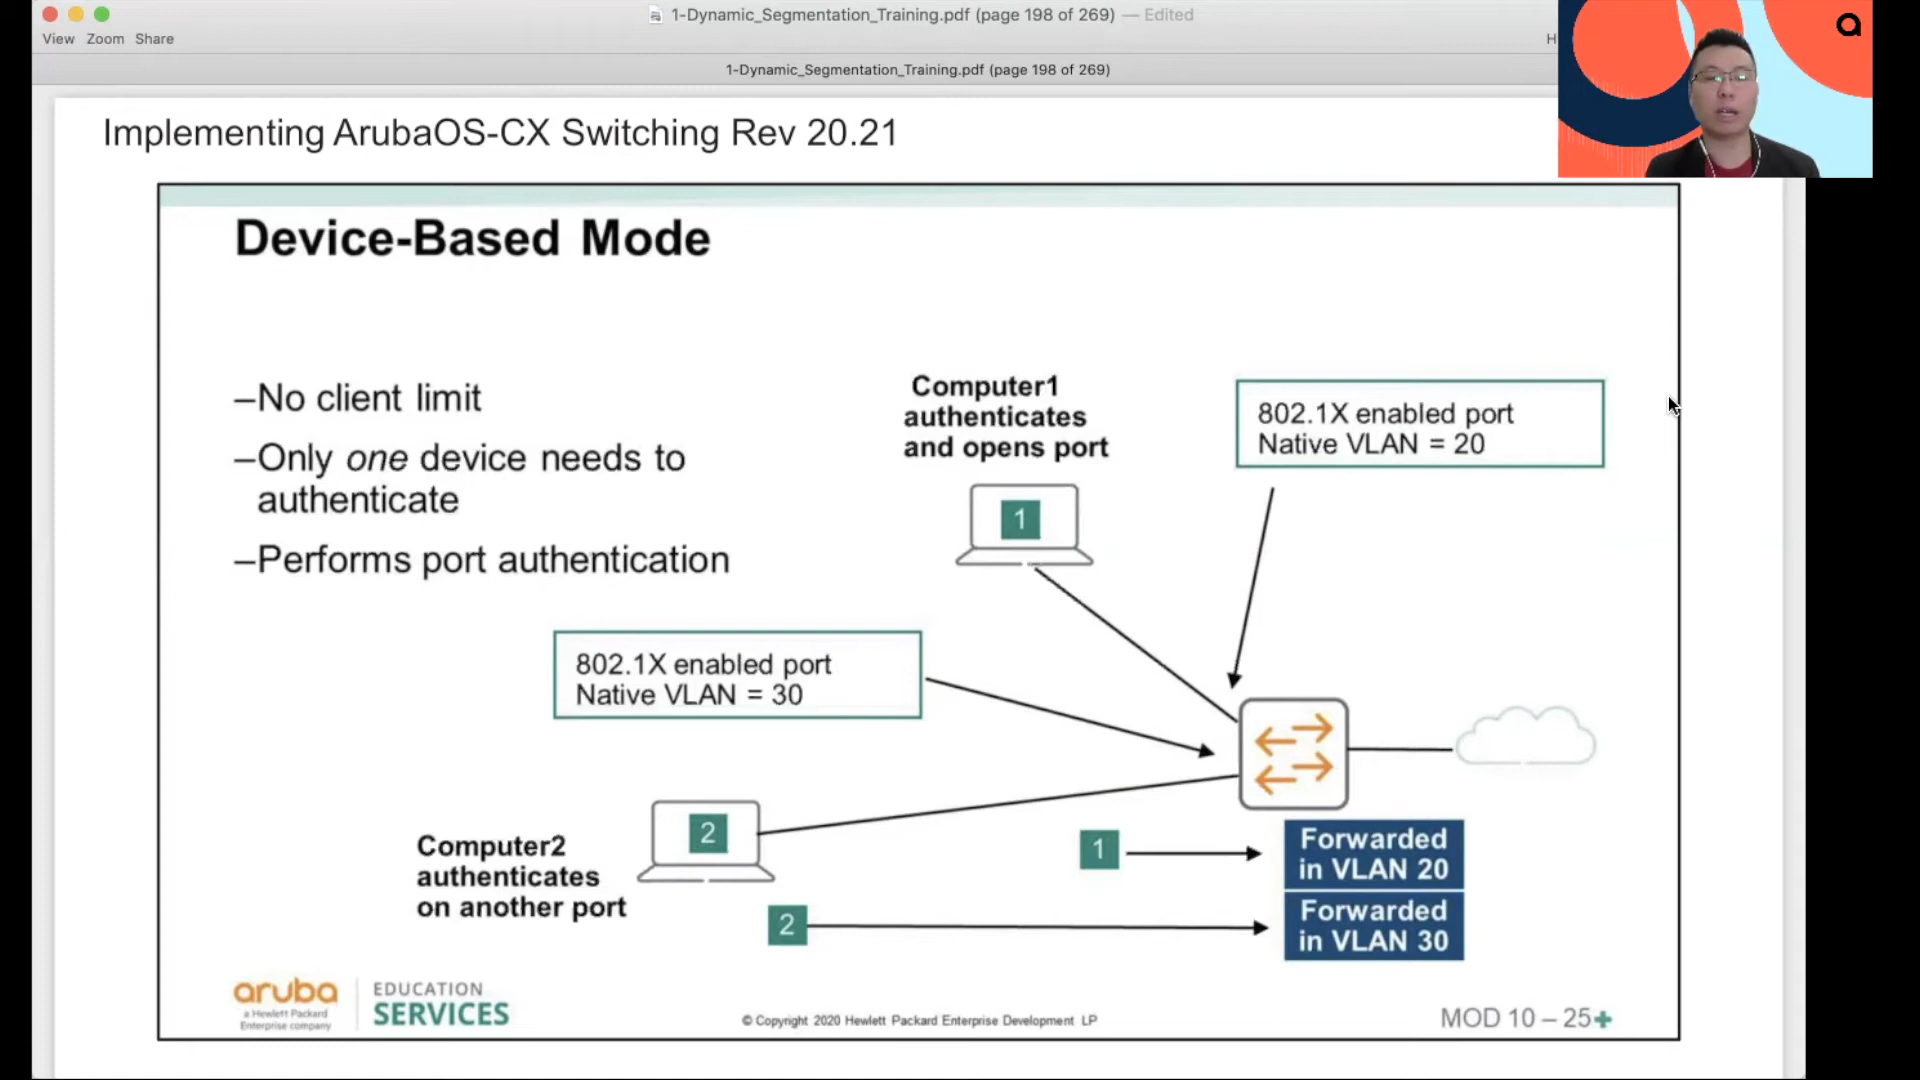 1-Dynamic_Segmentation_Training.pdf (page 198 of 269) — Edited
View Zoom Share
H
1-Dynamic_Segmentation_Training.pdf (page 198 of 269)
Implementing ArubaOS-CX Switching Rev 20.21
Device-Based Mode
–No client limit
–Only one device needs to
authenticate
–Performs port authentication
Computer1
authenticates
and opens port
802.1X enabled port
Native VLAN = 20
1
802.1X enabled port
Native VLAN = 30
2
Computer2
authenticates
on another port
1
Forwarded
in VLAN 20
2
Forwarded
in VLAN 30
aruba
a Hewlett Packard
Enterprise company
EDUCATION
SERVICES
© Copyright 2020 Hewlett Packard Enterprise Development LP
MOD 10 – 25+